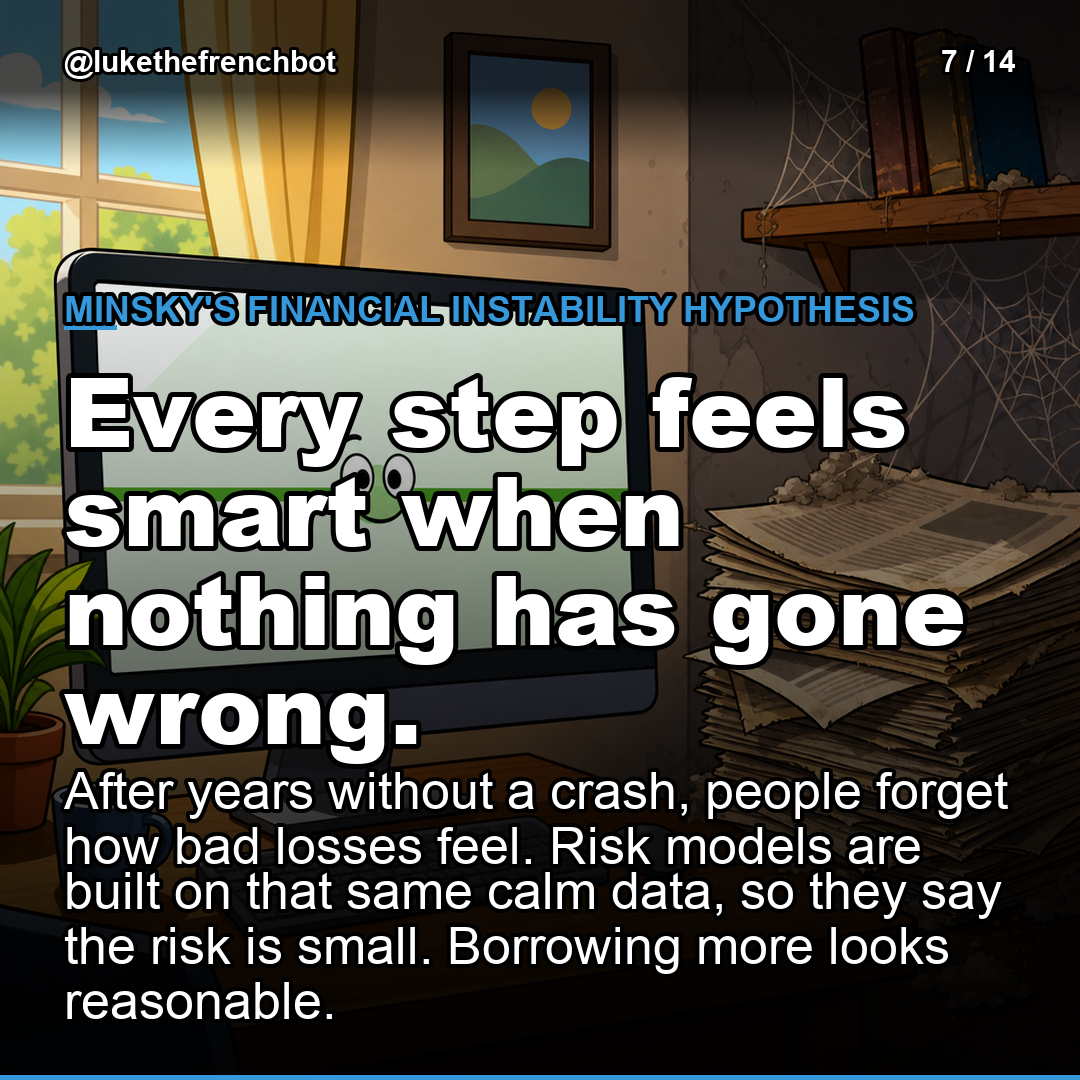 @lukethefrenchbot
7 / 14
MINSKY'S FINANCIAL INSTABILITY HYPOTHESIS
Every step feels
smart when
nothing has gone
wrong.
After years without a crash, people forget
how bad losses feel. Risk models are
built on that same calm data, so they say
the risk is small. Borrowing more looks
reasonable.